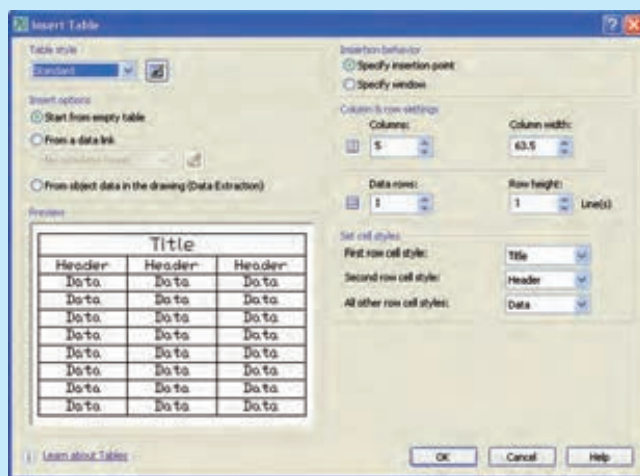 Insert Table
Table style
Standard
Insert options
Start from empty table
From a data link
From object data in the drawing (Data Extraction)
Preview
Title
Header Header Header
Data Data Data
Data Data Data
Data Data Data
Data Data Data
Data Data Data
Data Data Data
Data Data Data
Data Data Data
Learn about Tables
Insertion behavior
Specify insertion point
Specify window
Column & row settings
Columns: Column width:
5 63.5
Data rows: Row height:
1 1 Line(s)
Set cell styles
First row cell style: Title
Second row cell style: Header
All other row cell styles: Data
OK Cancel Help